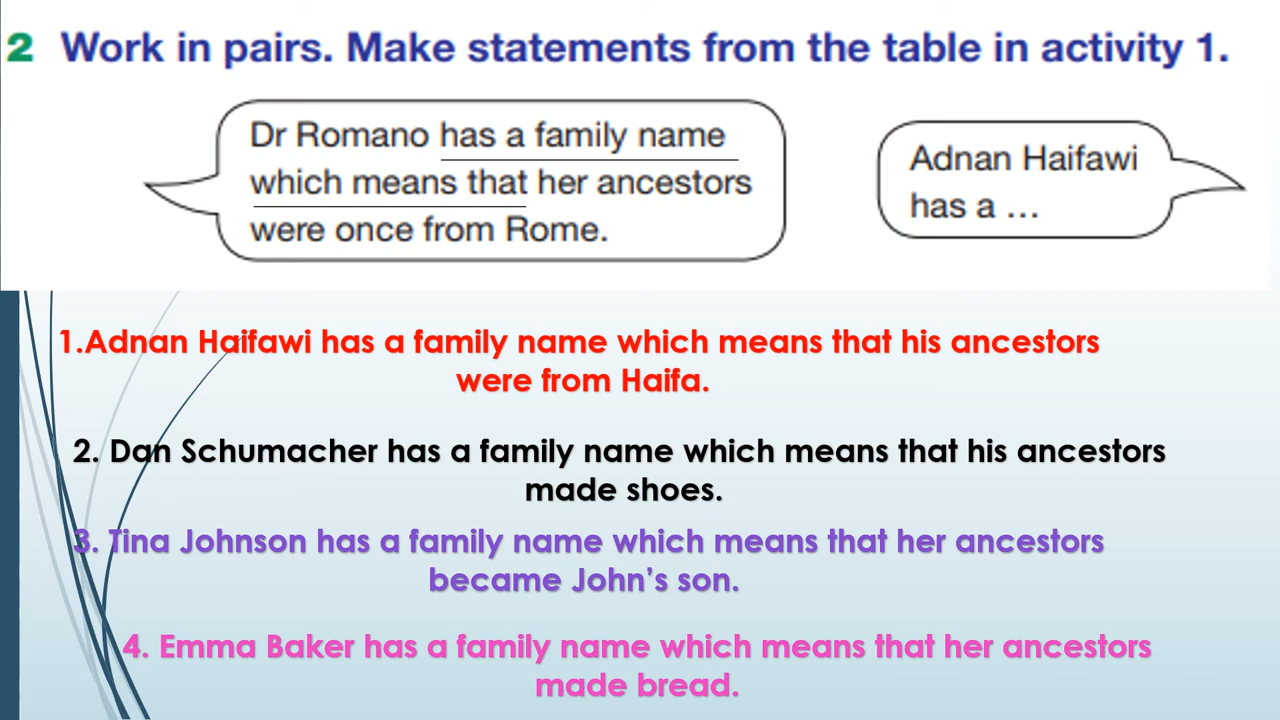 2 Work in pairs. Make statements from the table in activity 1.
Dr Romano has a family name
which means that her ancestors
were once from Rome.
Adnan Haifawi
has a ...
1.Adnan Haifawi has a family name which means that his ancestors
were from Haifa.
2. Dan Schumacher has a family name which means that his ancestors
made shoes.
3. Tina Johnson has a family name which means that her ancestors
became John’s son.
4. Emma Baker has a family name which means that her ancestors
made bread.